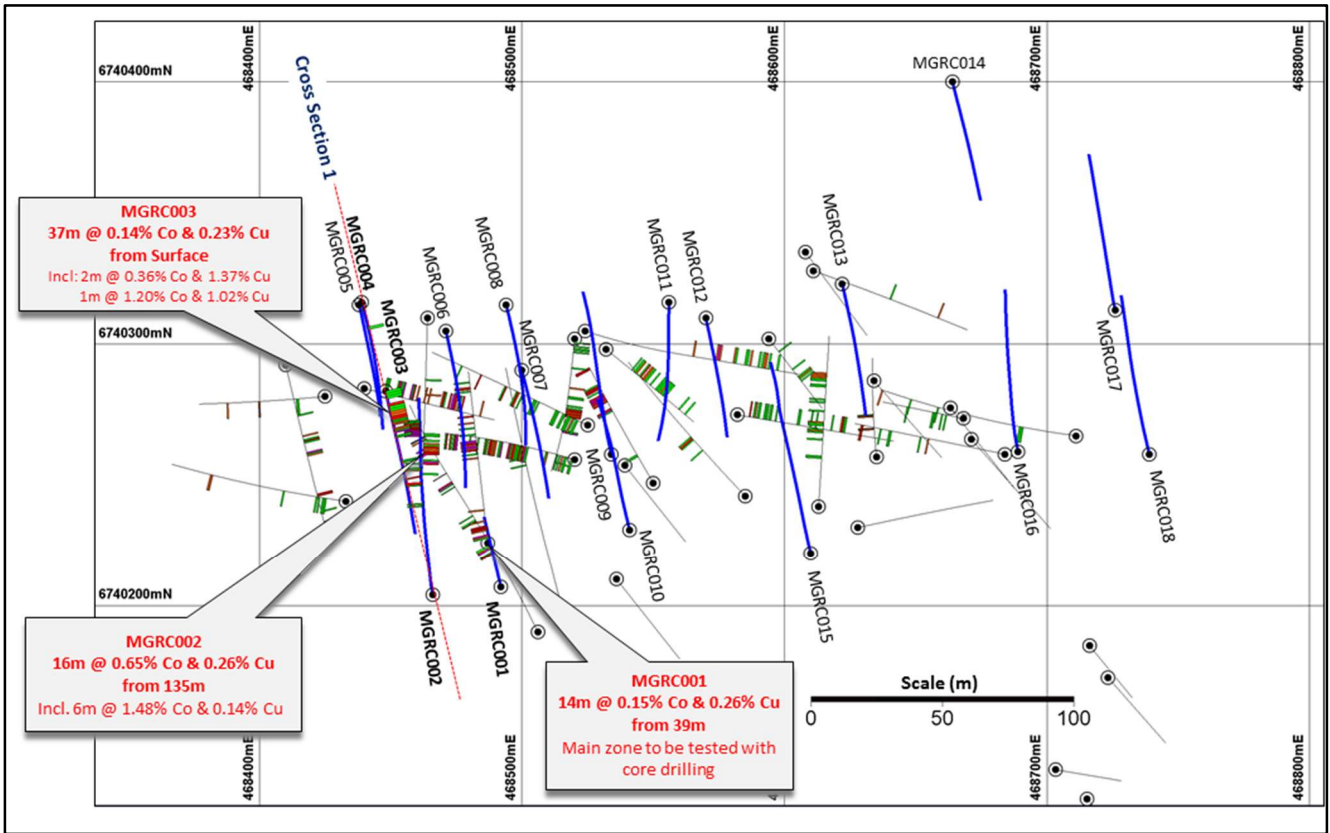 468400mE
468500mE
468600mE
468700mE
468800mE
6740400mN
Cross Section 1
MGRC014
MGRC003
37m @ 0.14% Co & 0.23% Cu
from Surface
Incl: 2m @ 0.36% Co & 1.37% Cu
1m @ 1.20% Co & 1.02% Cu
MGRC005
MGRC004
MGRC003
MGRC006
MGRC008
MGRC007
MGRC011
MGRC012
MGRC013
6740300mN
MGRC017
MGRC009
MGRC010
MGRC016
MGRC018
MGRC015
6740200mN
MGRC002
MGRC001
MGRC002
16m @ 0.65% Co & 0.26% Cu
from 135m
Incl. 6m @ 1.48% Co & 0.14% Cu
MGRC001
14m @ 0.15% Co & 0.26% Cu
from 39m
Main zone to be tested with
core drilling
Scale (m)
0 50 100
468400mE
468500mE
468700mE
468800mE